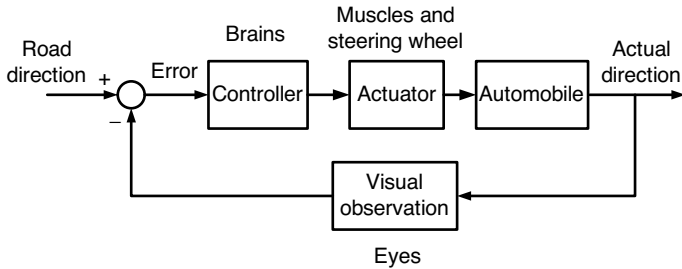 Road
direction
+
−
Error
Brains
Controller
Muscles and
steering wheel
Actuator
Automobile
Actual
direction
Visual
observation
Eyes